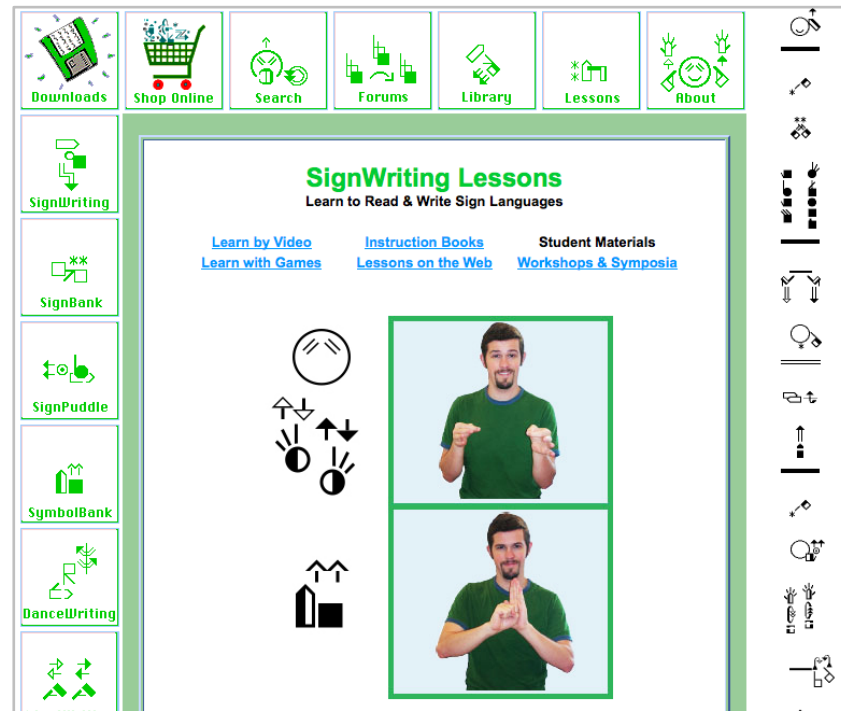 Downloads
Shop Online
Search
Forums
Library
Lessons
About
SignWriting
SignBank
SignPuddle
SymbolBank
DanceWriting
SignWriting Lessons
Learn to Read & Write Sign Languages
Learn by Video Instruction Books Student Materials
Learn with Games Lessons on the Web Workshops & Symposia